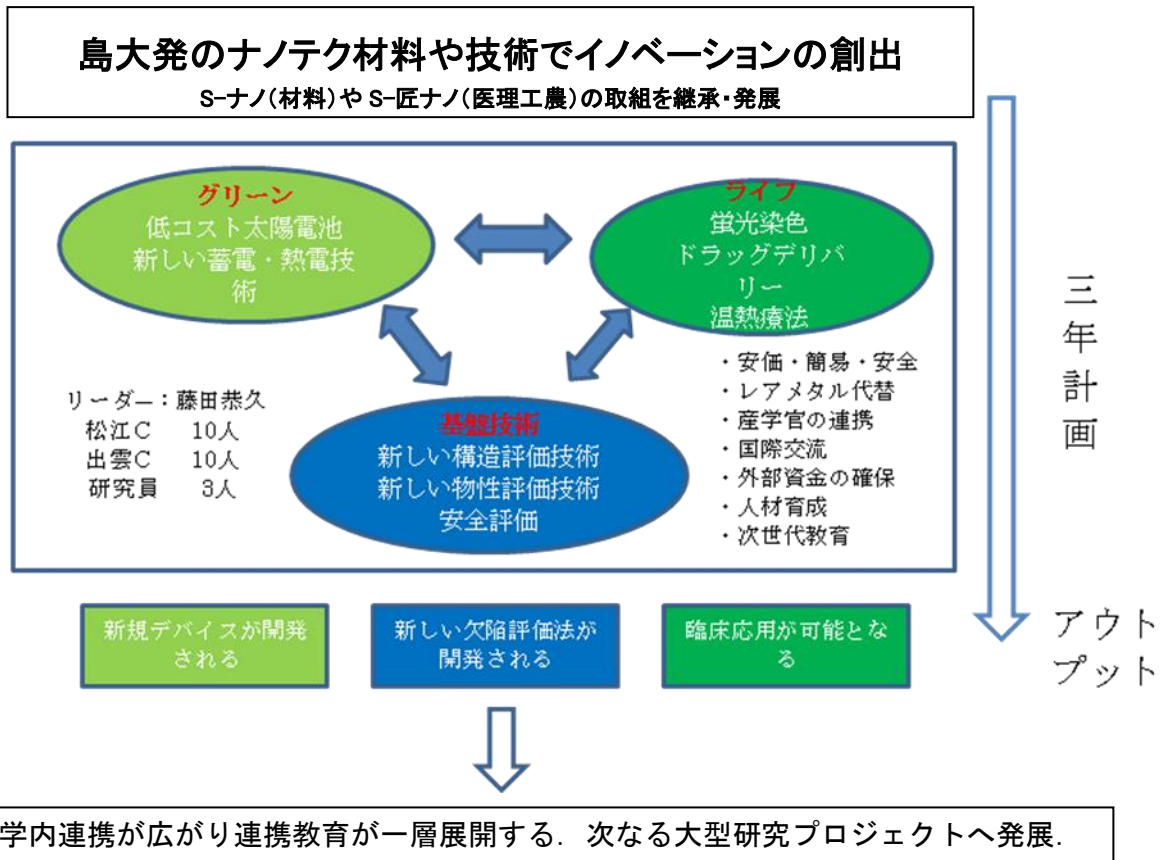 島大発のナノテク材料や技術でイノベーションの創出
S-ナノ(材料)や S-匠ナノ(医理工農)の取組を継承・発展
グリーン
低コスト太陽電池
新しい蓄電・熱電技
術
ライフ
蛍光染色
ドラッグデリバ
リー
温熱療法
リーダー：藤田恭久
松江C 10人
出雲C 10人
研究員 3人
基盤技術
新しい構造評価技術
新しい物性評価技術
安全評価
・安価・簡易・安全
・レアメタル代替
・産学官の連携
・国際交流
・外部資金の確保
・人材育成
・次世代教育
三年計画
新規デバイスが開発
される
新しい欠陥評価法が
開発される
臨床応用が可能とな
る
アウト
プット
学内連携が広がり連携教育が一層展開する．次なる大型研究プロジェクトへ発展．